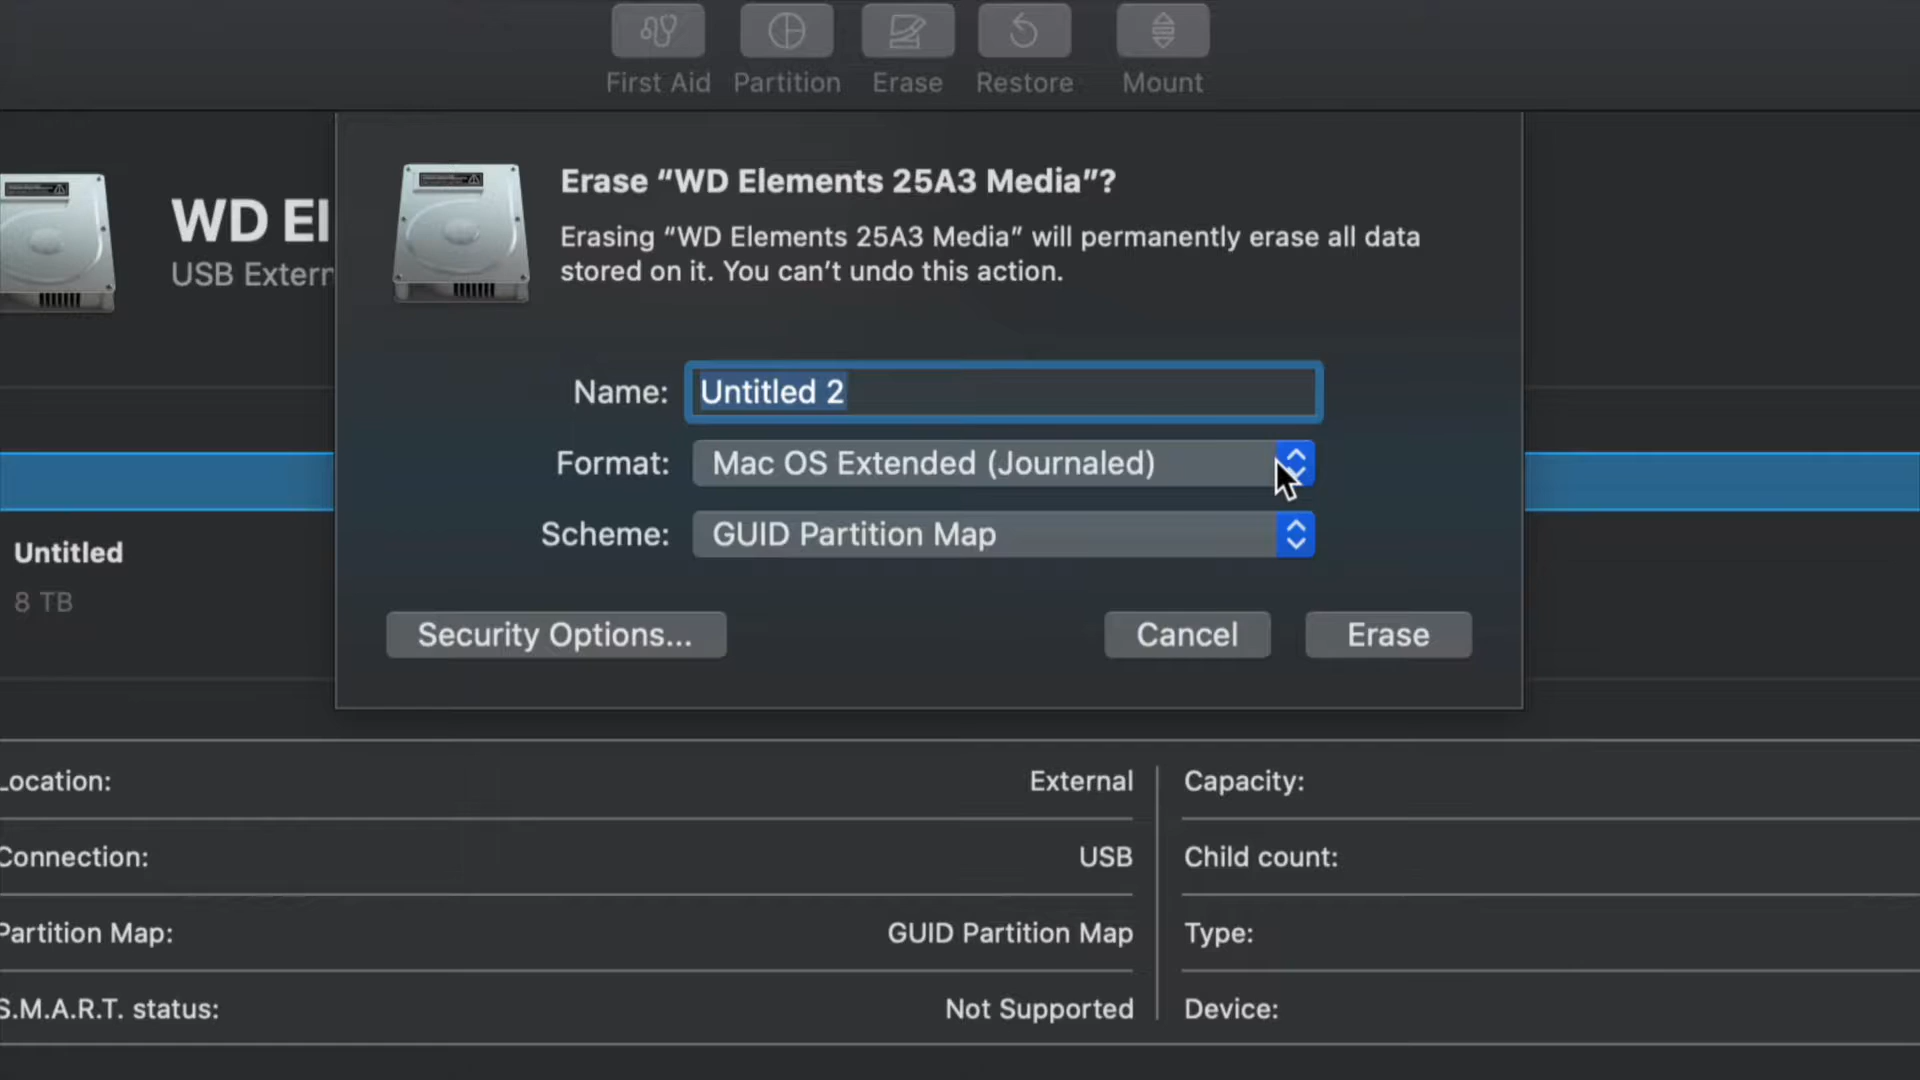 First Aid Partition Erase Restore Mount
WD El
USB Extern
Erase “WD Elements 25A3 Media”?
Erasing “WD Elements 25A3 Media” will permanently erase all data
stored on it. You can’t undo this action.
Name: Untitled 2
Format: Mac OS Extended (Journaled)
Scheme: GUID Partition Map
Untitled
8 TB
Security Options... Cancel Erase
Location: External Capacity:
Connection: USB Child count:
Partition Map: GUID Partition Map Type:
S.M.A.R.T. status: Not Supported Device: